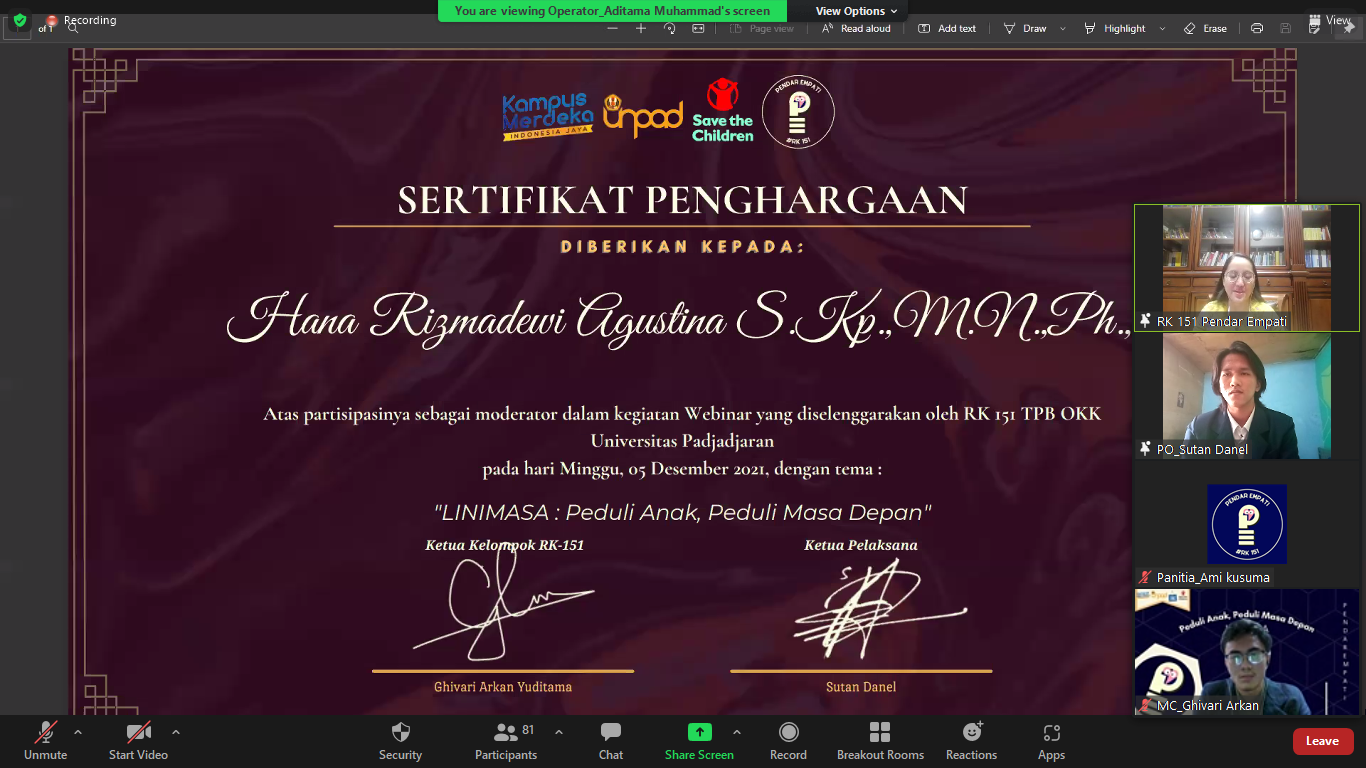 Recording
You are viewing Operator_Aditama Muhammad's screen
View Options
View
of 1
Page view
Read aloud
Add text
Draw
Highlight
Erase
Kampus
Merdeka
INDONESIA JAYA
unpad
Save the
Children
PENDAR EMPATI
#RK 151
SERTIFIKAT PENGHARGAAN
DIBERIKAN KEPADA:
Hana Rizmadewi Agustina S.Kp.,M.N.,Ph.,
Atas partisipasinya sebagai moderator dalam kegiatan Webinar yang diselenggarakan oleh RK 151 TPB OKK
Universitas Padjadjaran
pada hari Minggu, 05 Desember 2021, dengan tema :
"LINIMASA : Peduli Anak, Peduli Masa Depan"
Ketua Kelompok RK-151
Ketua Pelaksana
Ghivari Arkan Yuditama
Sutan Danel
RK 151 Pendar Empati
PO_Sutan Danel
PENDAR EMPATI
#RK 151
Panitia_Ami kusuma
Peduli Anak, Peduli Masa Depan
PENDAR EMPATI
MC_Ghivari Arkan
Unmute
Start Video
Security
Participants
81
Chat
Share Screen
Record
Breakout Rooms
Reactions
Apps
Leave